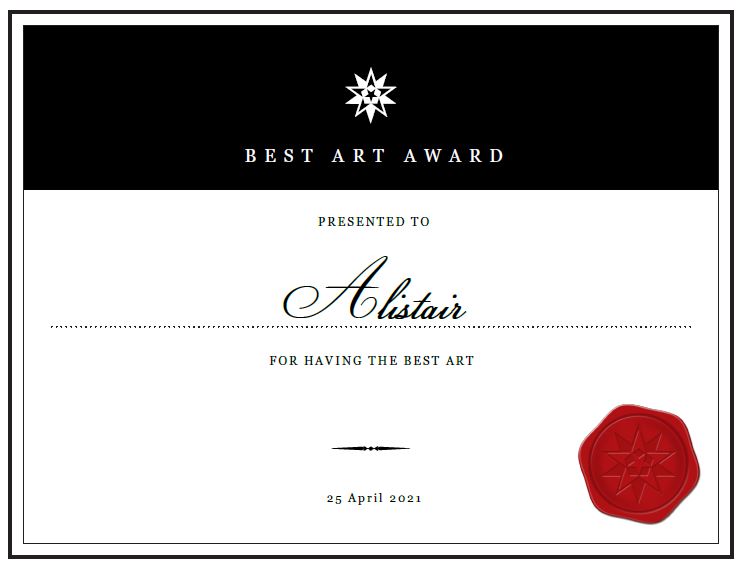 BEST ART AWARD
PRESENTED TO
Alistair
FOR HAVING THE BEST ART
25 April 2021